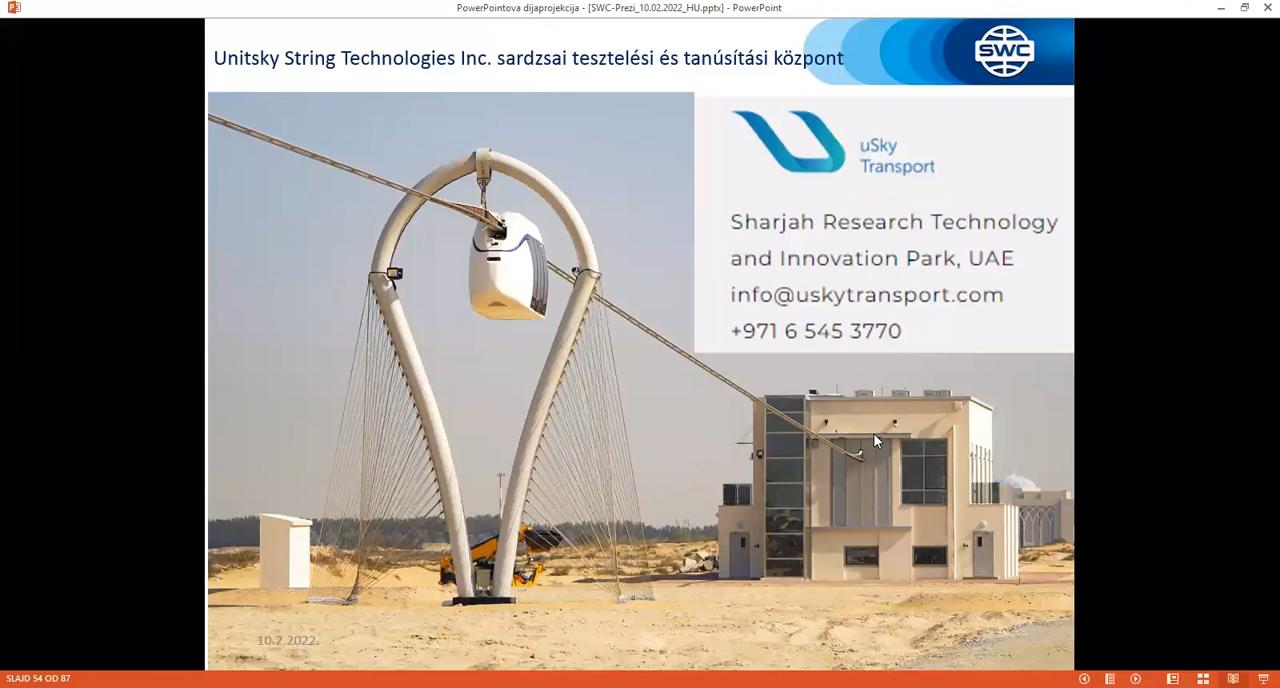 PowerPointova dijaprojekcija - [SWC-Prezi_10.02.2022_HU.pptx] - PowerPoint
Unitsky String Technologies Inc. sardzsai tesztelési és tanúsítási központ
SWC
uSky
Transport
Sharjah Research Technology
and Innovation Park, UAE
info@uskytransport.com
+971 6 545 3770
10.2.2022.
SLAJD 54 OD 87